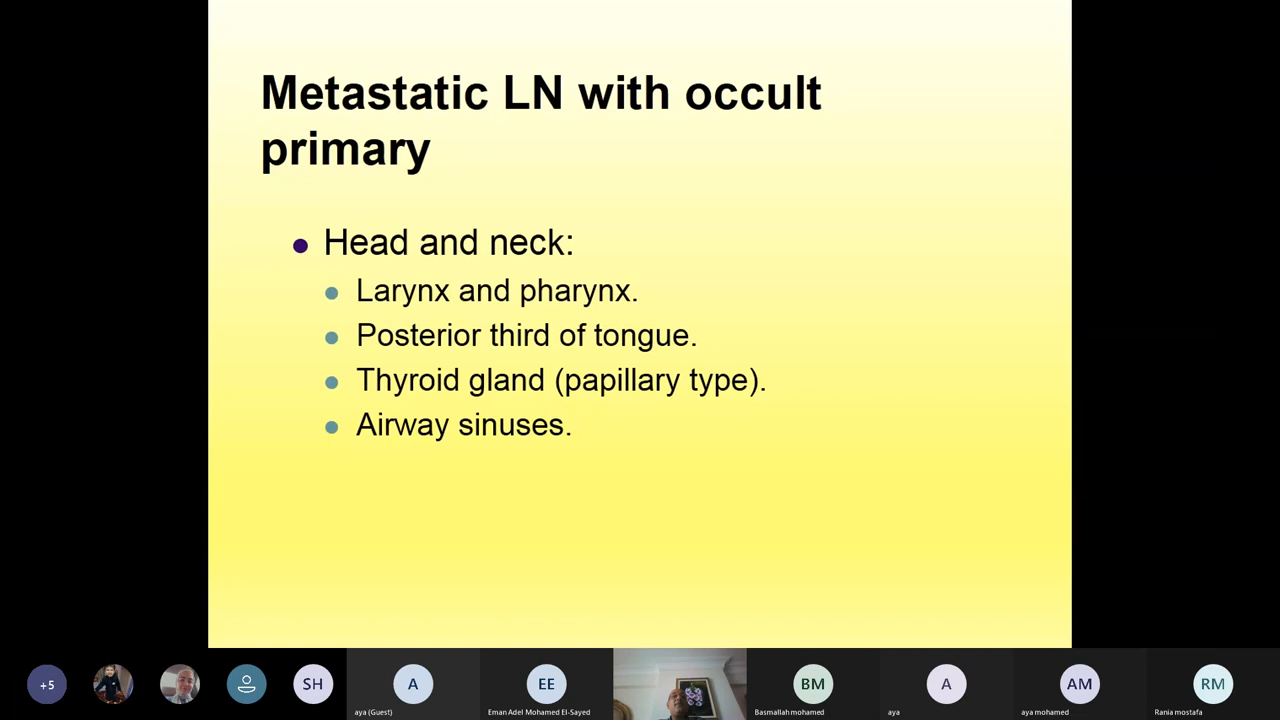 Metastatic LN with occult
primary
Head and neck:
Larynx and pharynx.
Posterior third of tongue.
Thyroid gland (papillary type).
Airway sinuses.
+5
SH
A
EE
BM
A
AM
RM
aya (Guest)
Eman Adel Mohamed El-Sayed
Basmallah mohamed
aya
aya mohamed
Rania mostafa